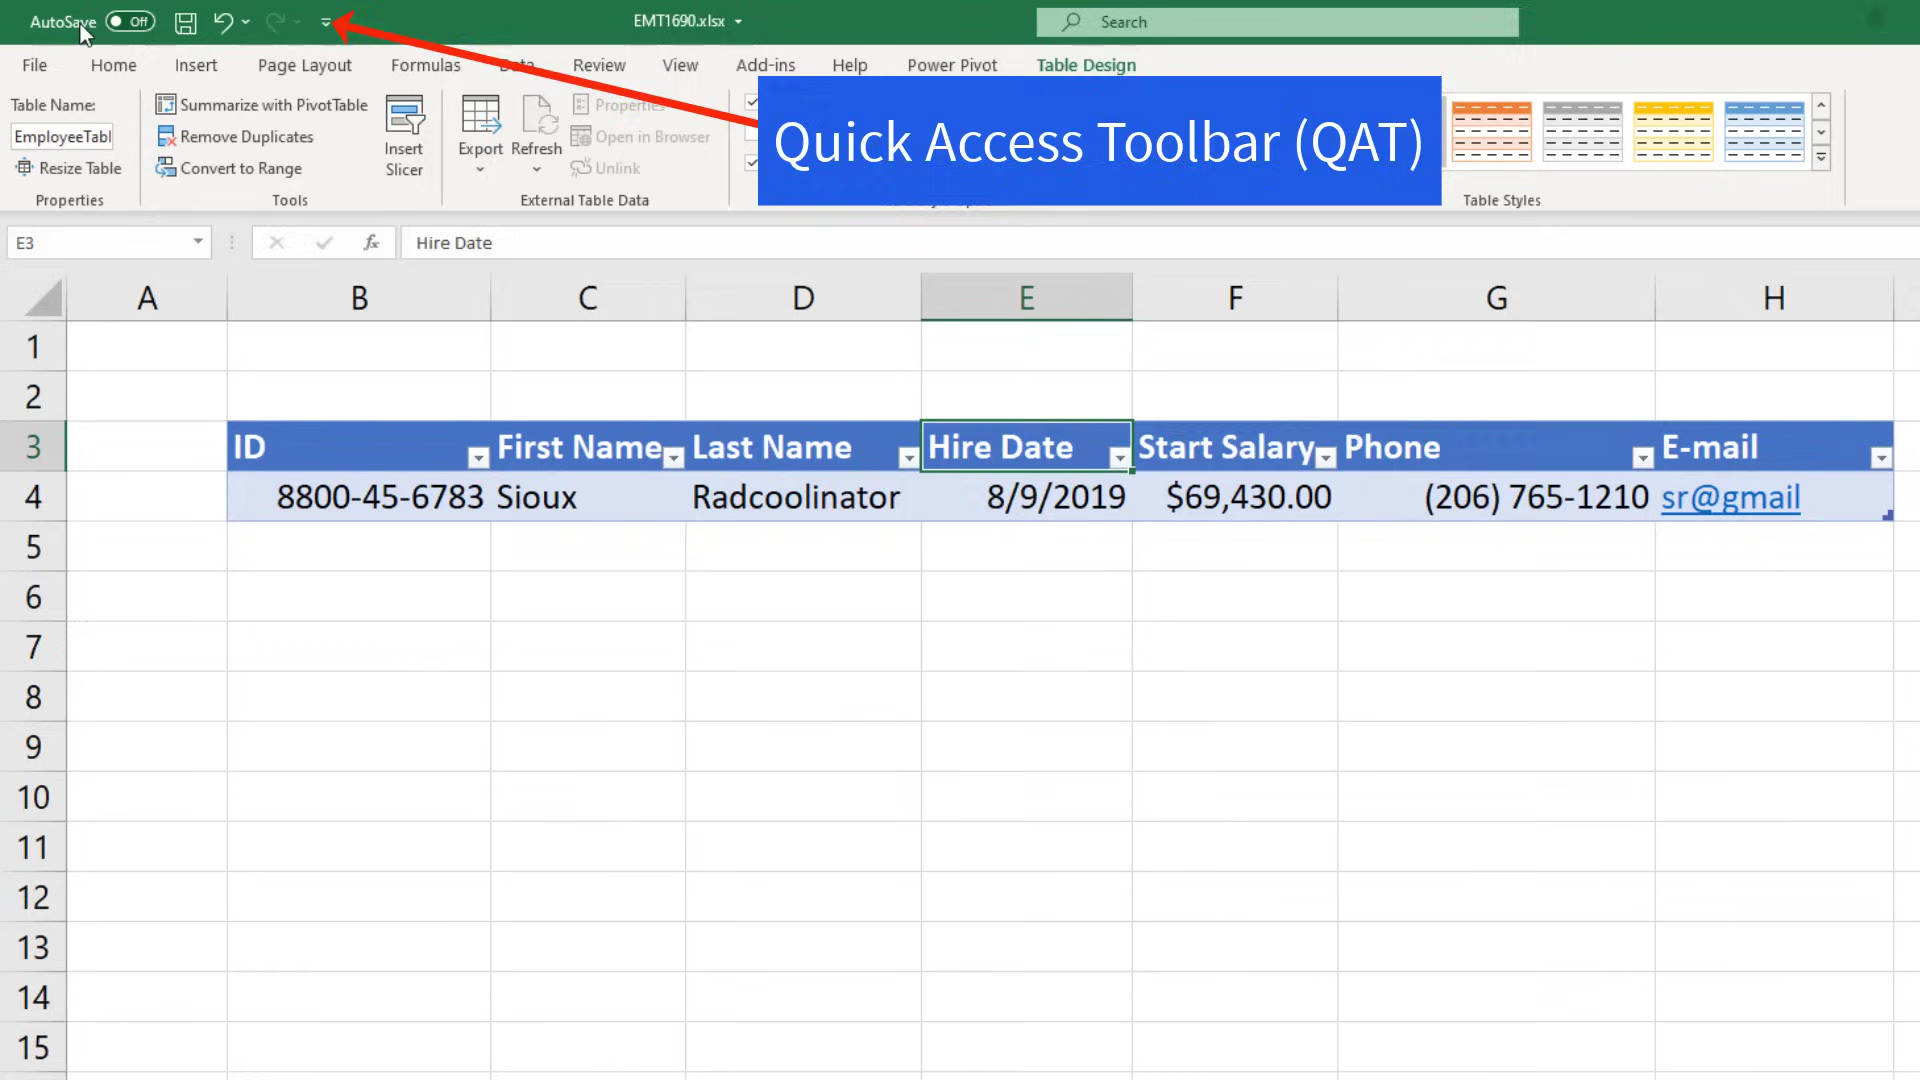 AutoSave Off EMT1690.xlsx Search
File Home Insert Page Layout Formulas Data Review View Add-ins Help Power Pivot Table Design
Table Name:
EmployeeTabl
Resize Table
Properties
Summarize with PivotTable
Remove Duplicates
Convert to Range
Tools
Insert
Slicer
Export Refresh
Properties
Open in Browser
Unlink
External Table Data
Quick Access Toolbar (QAT)
Table Styles
E3 fx Hire Date
A B C D E F G H
1
2
3 ID First Name Last Name Hire Date Start Salary Phone E-mail
4 8800-45-6783 Sioux Radcoolinator 8/9/2019 $69,430.00 (206) 765-1210 sr@gmail
5
6
7
8
9
10
11
12
13
14
15